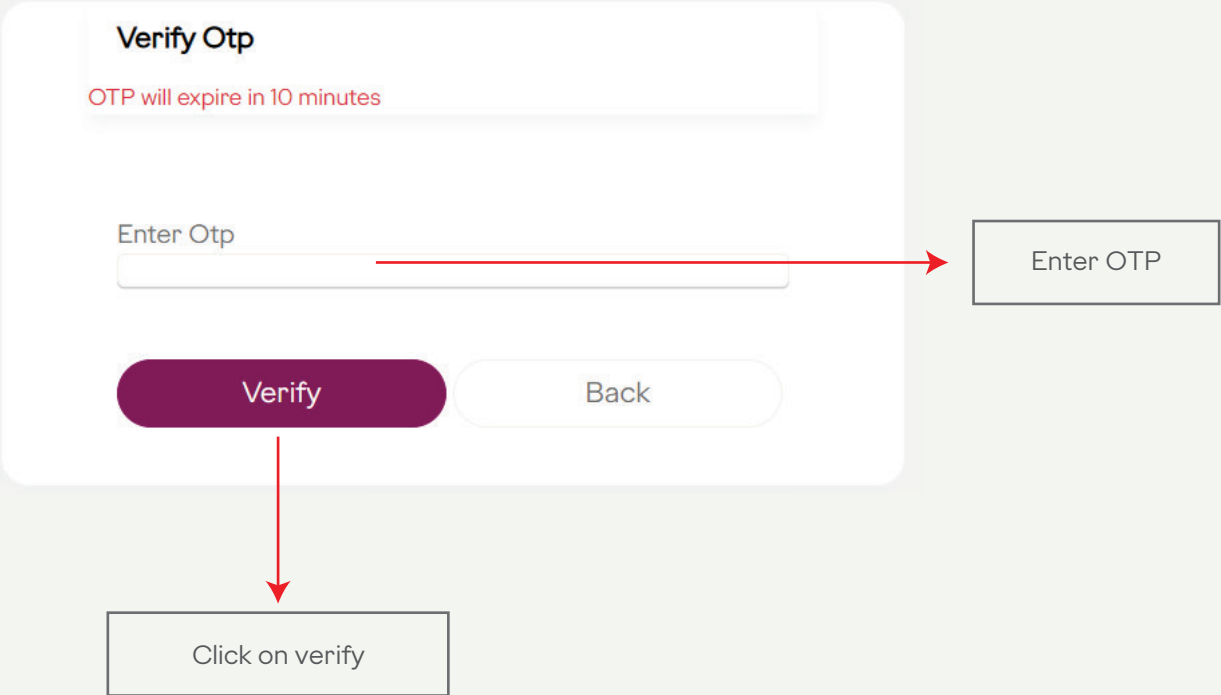 Verify Otp
OTP will expire in 10 minutes
Enter Otp
Enter OTP
Verify
Back
Click on verify